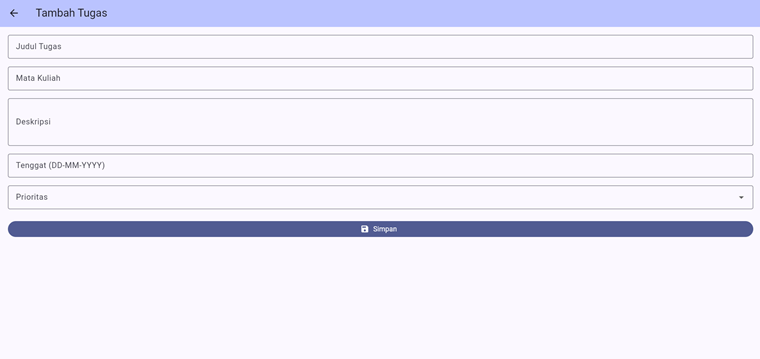 Tambah Tugas
Judul Tugas
Mata Kuliah
Deskripsi
Tenggat (DD-MM-YYYY)
Prioritas
Simpan